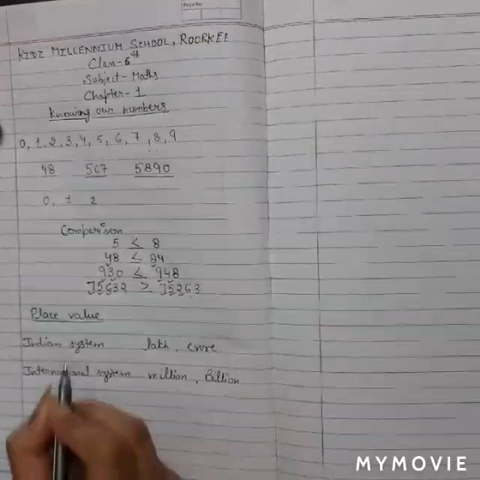 KIDZ MILLENNIUM SCHOOL, ROORKEE
Class-6th
Subject- Maths
Chapter- 1
Knowing our numbers
0, 1, 2, 3, 4, 5, 6, 7, 8, 9
48 567 5890
0, 1 2
Comparison
5 < 8
48 < 84
930 < 948
75632 > 75263
Place value
Indian system lakh, crore
International system million, Billion
MYMOVIE